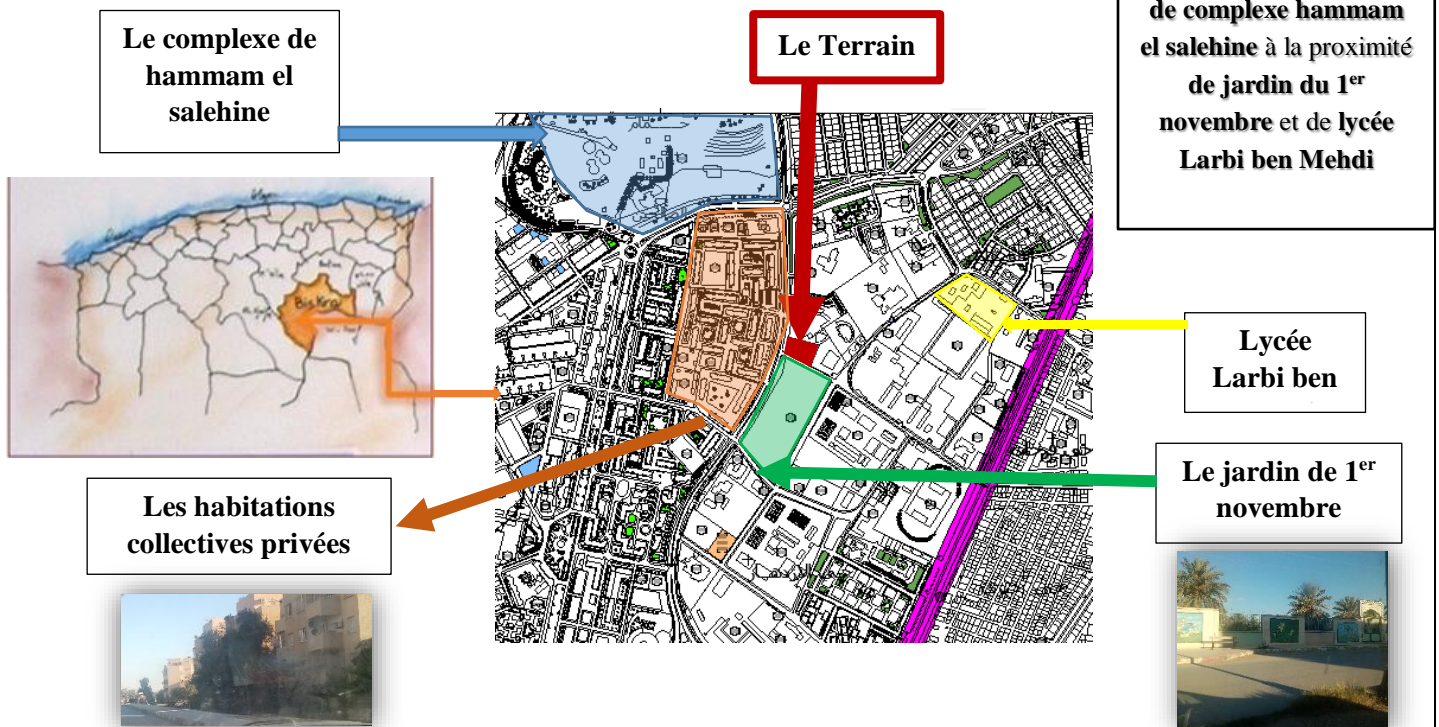 Le complexe de
hammam el
salehine
Le Terrain
de complexe hammam
el salehine à la proximité
de jardin du 1er
novembre et de lycée
Larbi ben Mehdi
Biskra
Lycée
Larbi ben
Les habitations
collectives privées
Le jardin de 1er
novembre